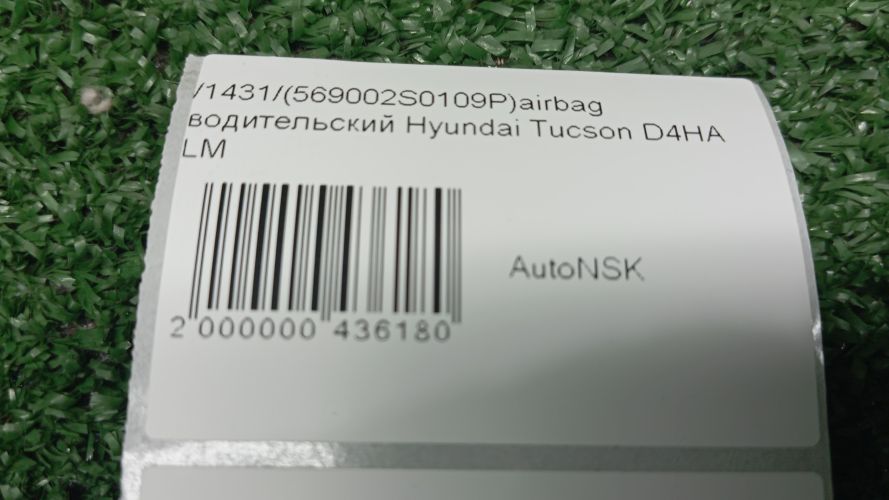 /1431/(569002S0109P)airbag
водительский Hyundai Tucson D4HA
LM
AutoNSK
2 000000 436180